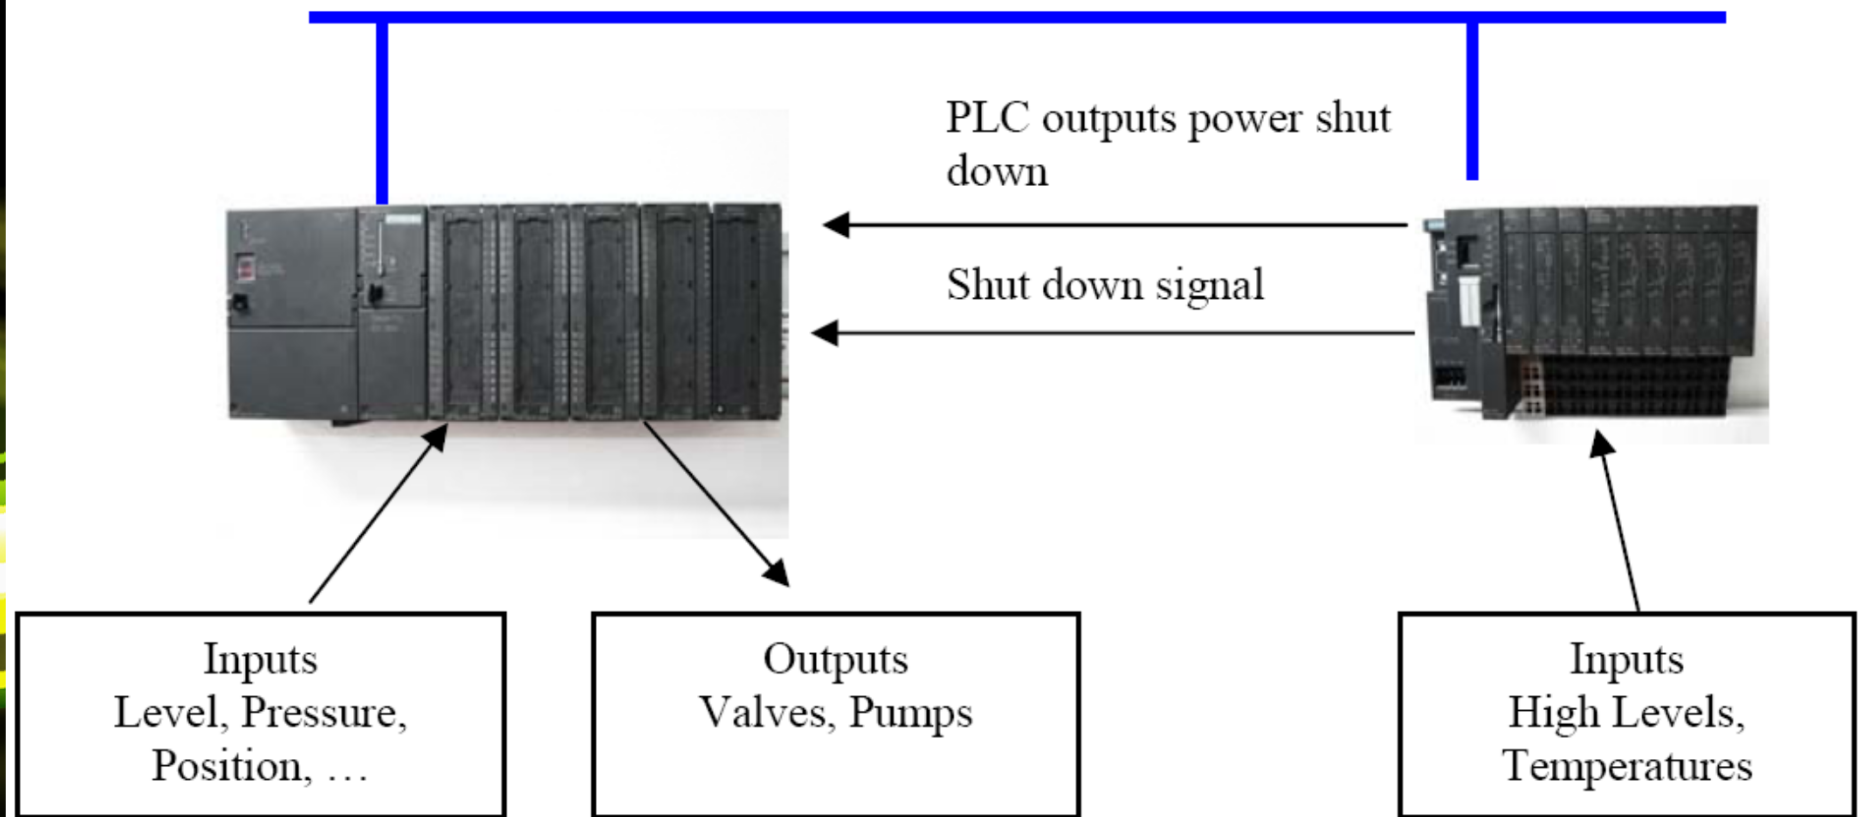 PLC outputs power shut
down
Shut down signal
Inputs
Level, Pressure,
Position, …
Outputs
Valves, Pumps
Inputs
High Levels,
Temperatures